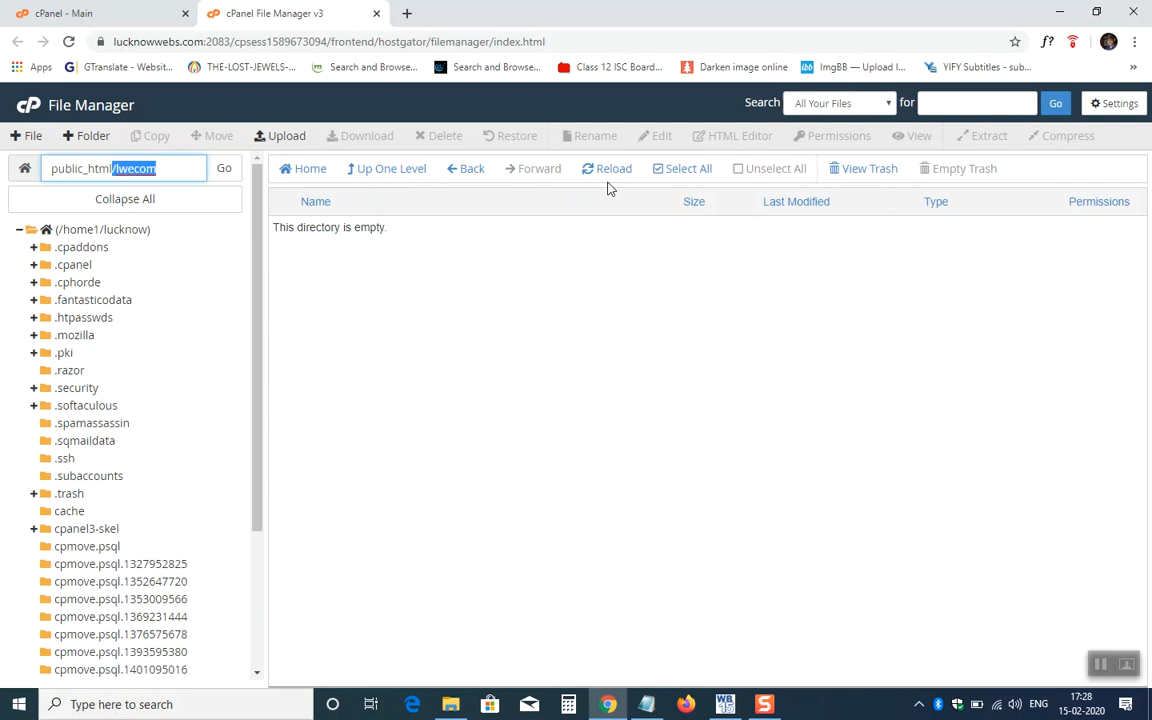 cPanel - Main
cPanel File Manager v3
lucknowwebs.com:2083/cpsess1589673094/frontend/hostgator/filemanager/index.html
f?
Apps
GTranslate - Websit...
THE-LOST-JEWELS-...
Search and Browse...
Search and Browse...
Class 12 ISC Board...
Darken image online
ImgBB — Upload I...
YIFY Subtitles - sub...
»
cP File Manager
Search
All Your Files
for
Go
Settings
File
Folder
Copy
Move
Upload
Download
Delete
Restore
Rename
Edit
HTML Editor
Permissions
View
Extract
Compress
public_html/lwecom
Go
Home
Up One Level
Back
Forward
Reload
Select All
Unselect All
View Trash
Empty Trash
Collapse All
Name
Size
Last Modified
Type
Permissions
This directory is empty.
(/home1/lucknow)
.cpaddons
.cpanel
.cphorde
.fantasticodata
.htpasswds
.mozilla
.pki
.razor
.security
.softaculous
.spamassassin
.sqmaildata
.ssh
.subaccounts
.trash
cache
cpanel3-skel
cpmove.psql
cpmove.psql.1327952825
cpmove.psql.1352647720
cpmove.psql.1353009566
cpmove.psql.1369231444
cpmove.psql.1376575678
cpmove.psql.1393595380
cpmove.psql.1401095016
Type here to search
WB
15
S
ENG
17:28
15-02-2020